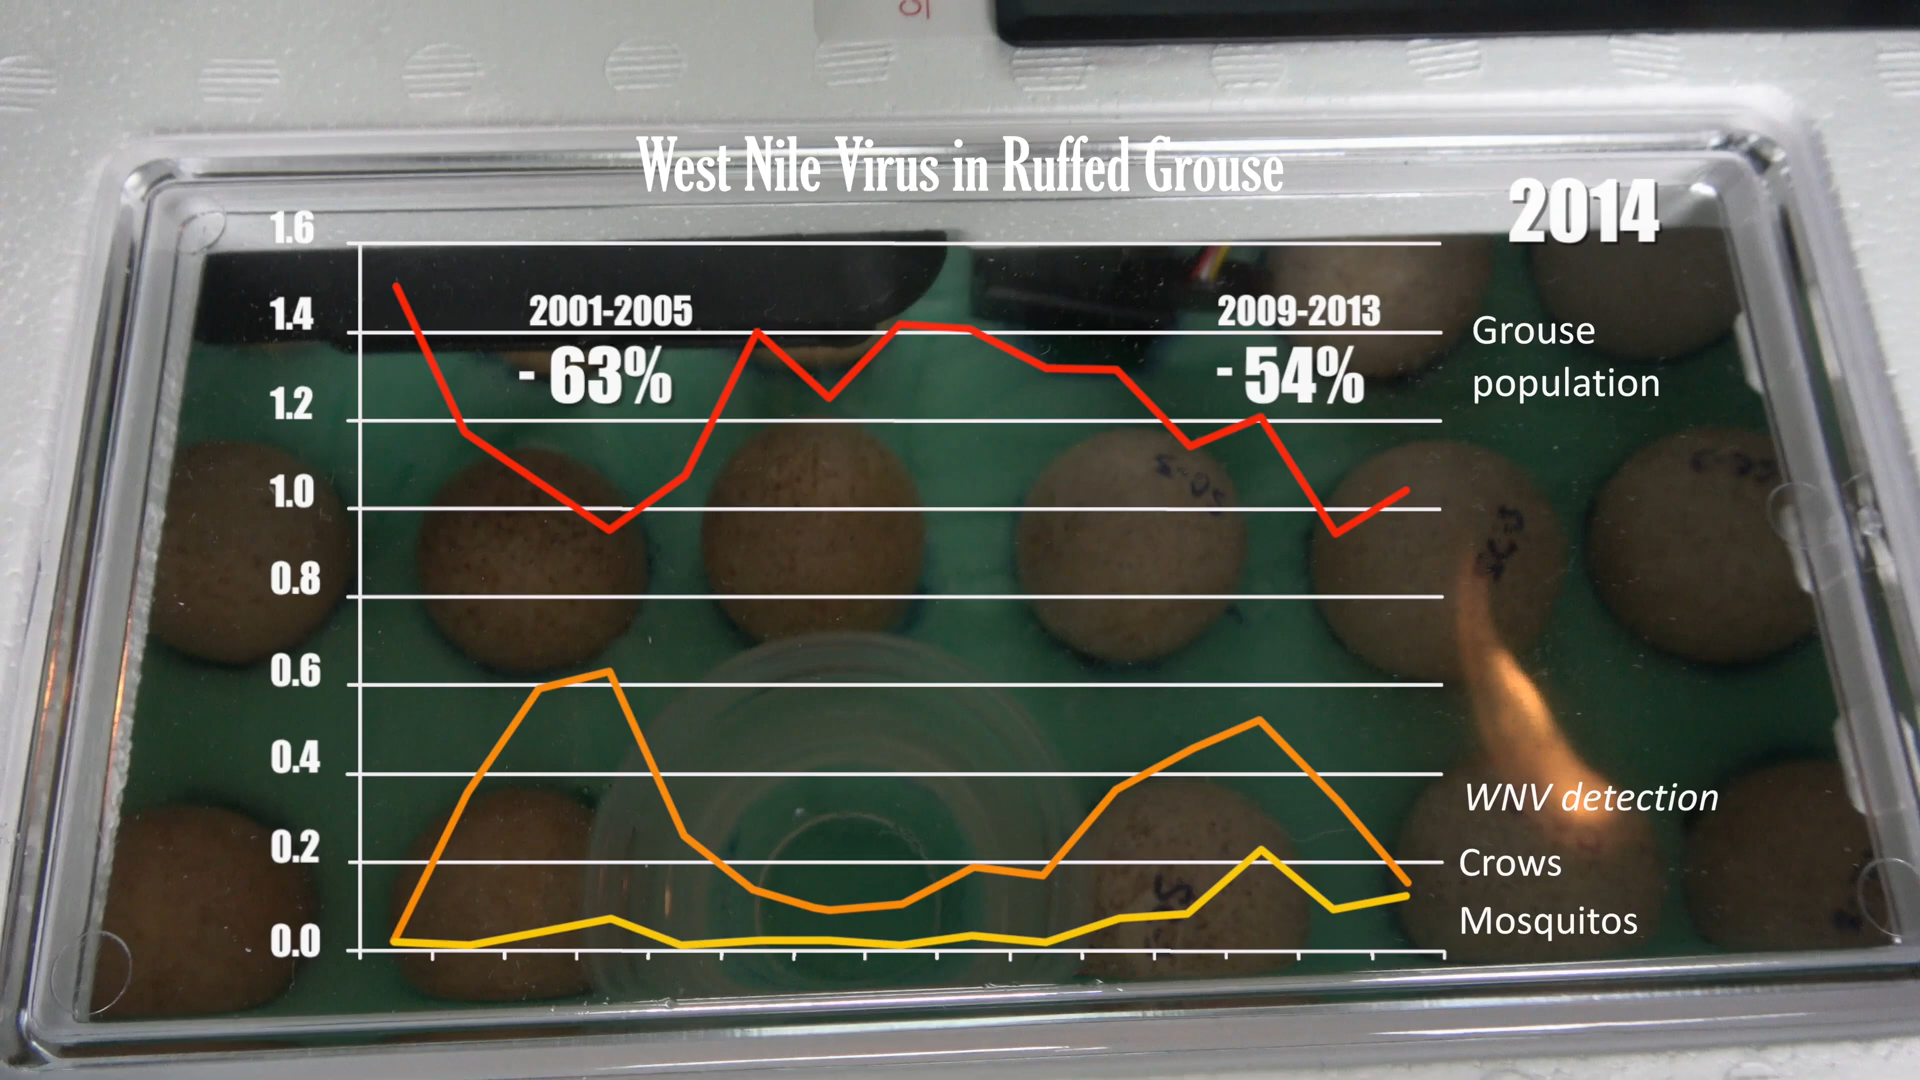 West Nile Virus in Ruffed Grouse
2014
1.6
1.4
1.2
1.0
0.8
0.6
0.4
0.2
0.0
2001-2005
- 63%
2009-2013
- 54%
Grouse
population
WNV detection
Crows
Mosquitos